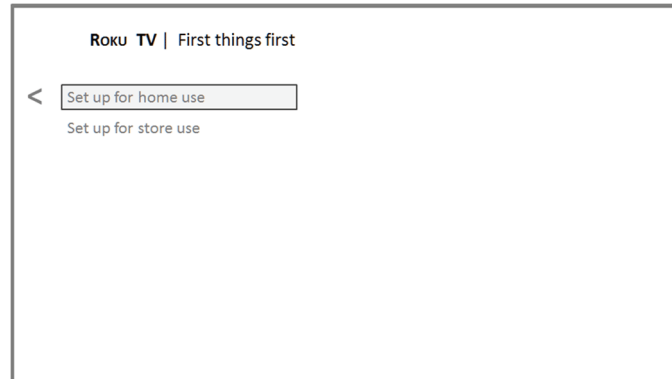 ROKU TV | First things first
<
Set up for home use
Set up for store use